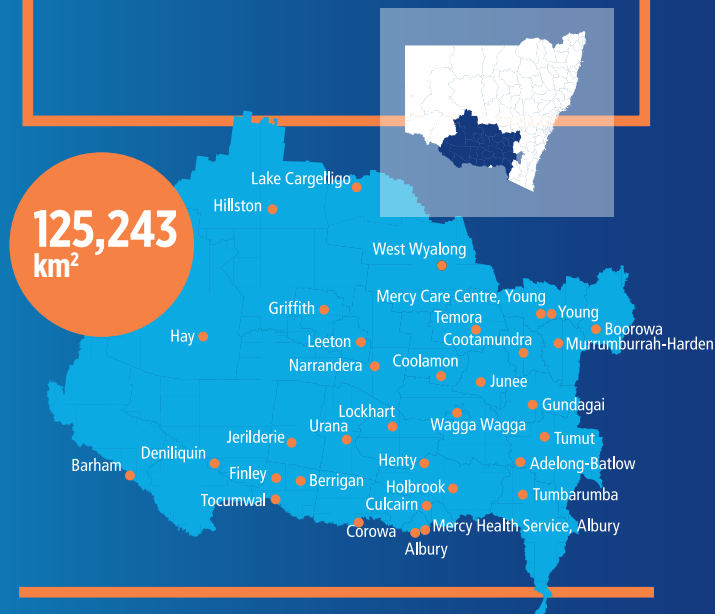 125,243
km²
Lake Cargelligo
Hillston
West Wyalong
Mercy Care Centre, Young
Griffith
Temora
Young
Boorowa
Hay
Leeton
Cootamundra
Murrumburrah-Harden
Narrandera
Coolamon
Junee
Lockhart
Gundagai
Urana
Wagga Wagga
Jerilderie
Tumut
Deniliquin
Henty
Adelong-Batlow
Barham
Finley
Berrigan
Holbrook
Tumbarumba
Tocumwal
Culcairn
Corowa
Mercy Health Service, Albury
Albury